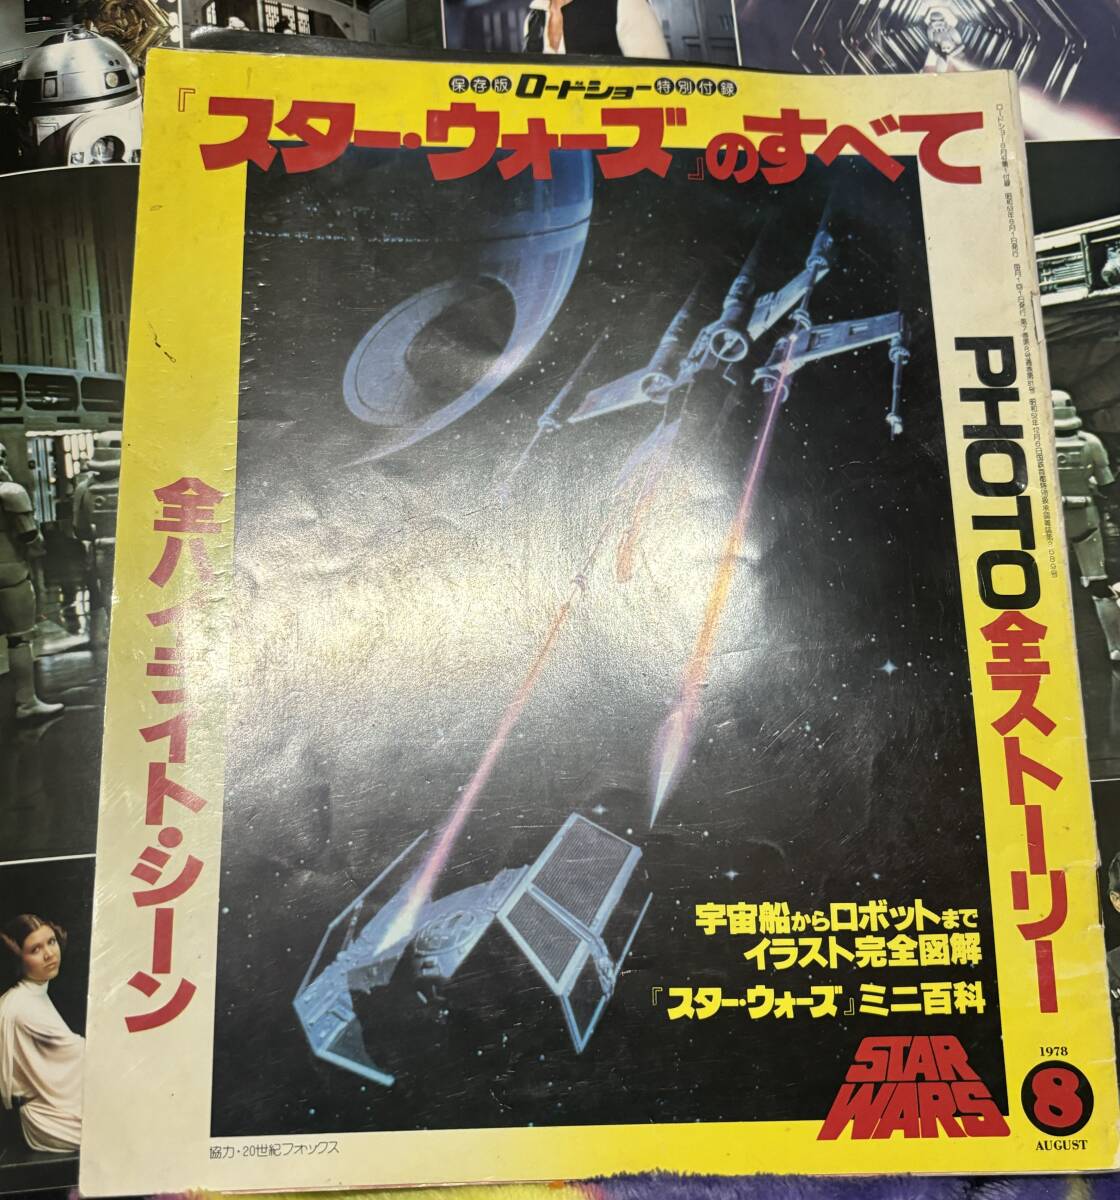 保存版 ロードショー 特別付録
『スター・ウォーズ』のすべて
PHOTO全ストーリー
全ハイライト・シーン
宇宙船からロボットまで
イラスト完全図解
『スター・ウォーズ』ミニ百科
STAR
WARS
1978
8
AUGUST
協力・20世紀フォックス